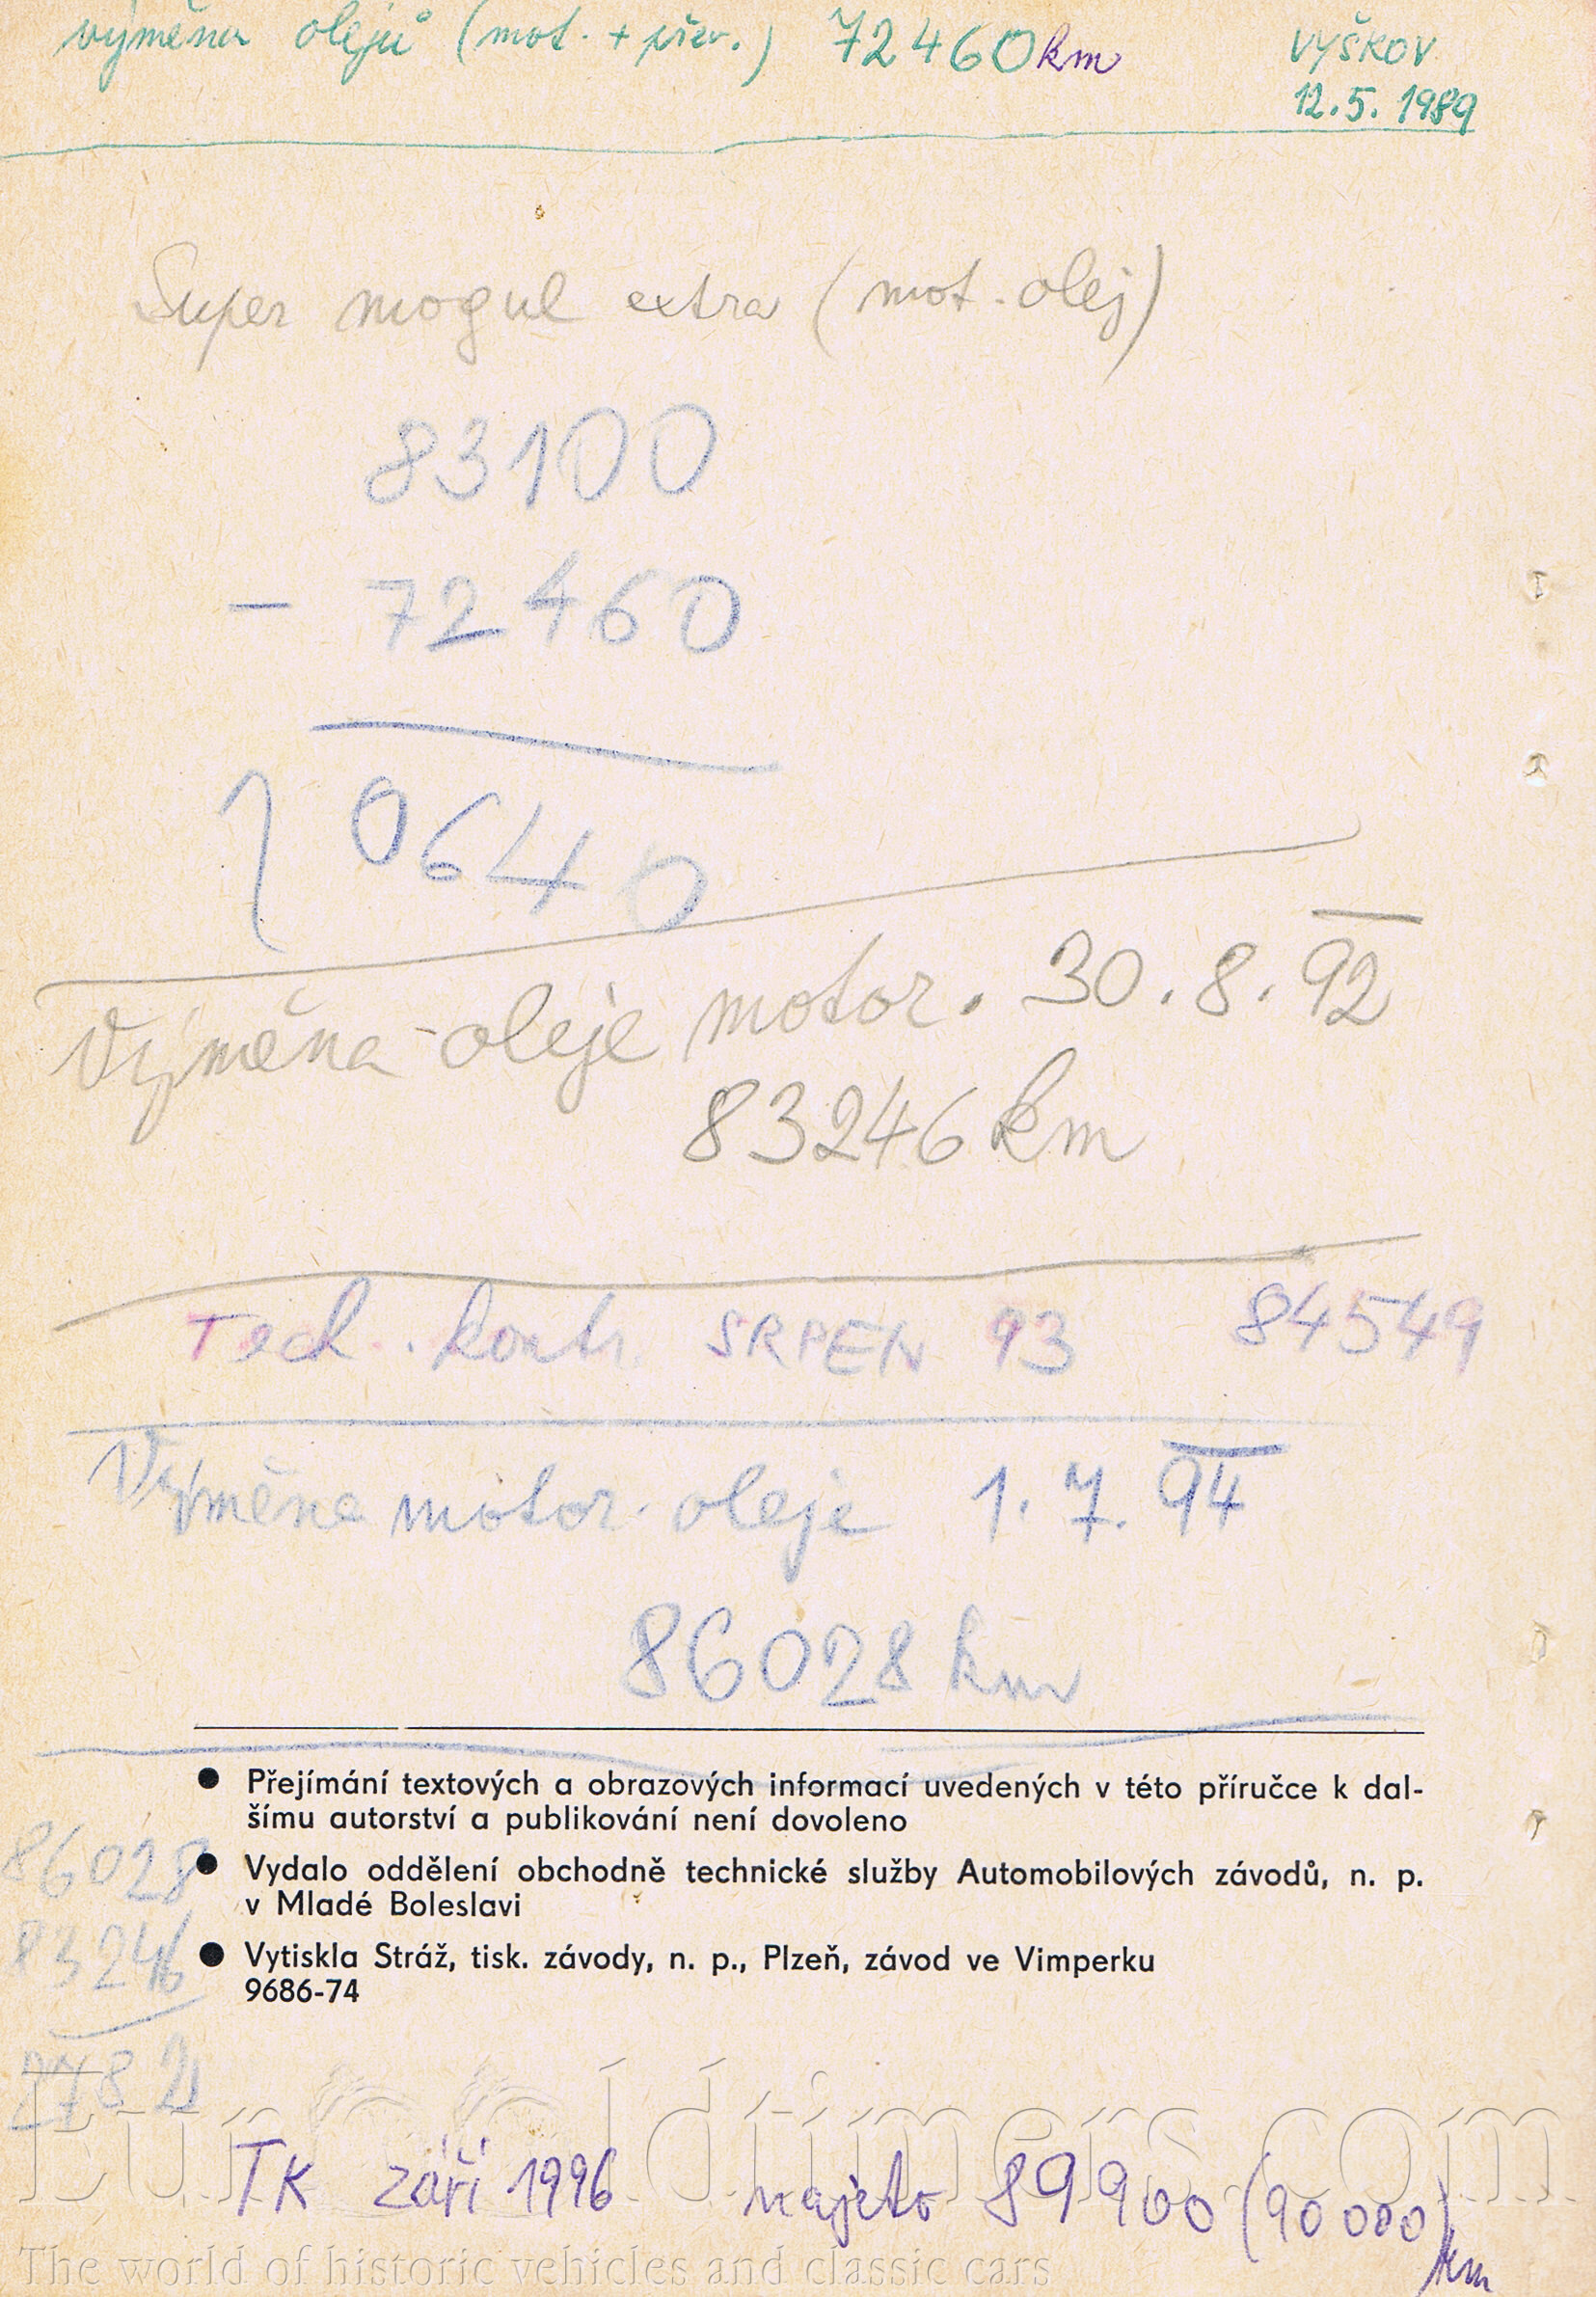 výměna olejů (mot. + přev.) 72460 km VYŠKOV
12.5. 1989
Super mogul extra (mot. olej)
83100
- 72460
10640
Výměna oleje motor. 30.8.92
83246 km
Tech. kontr. SRPEN 93 84549
Výměna motor. oleje 1.7.94
86028 km
● Přejímání textových a obrazových informací uvedených v této příručce k dal-
šímu autorství a publikování není dovoleno
● Vydalo oddělení obchodně technické služby Automobilových závodů, n. p.
v Mladé Boleslavi
● Vytiskla Stráž, tisk. závody, n. p., Plzeň, závod ve Vimperku
9686-74
86028
83246
2782
Eurooldtimers.com
TK září 1996 najeto 89900 (90000)
km
The world of historic vehicles and classic cars